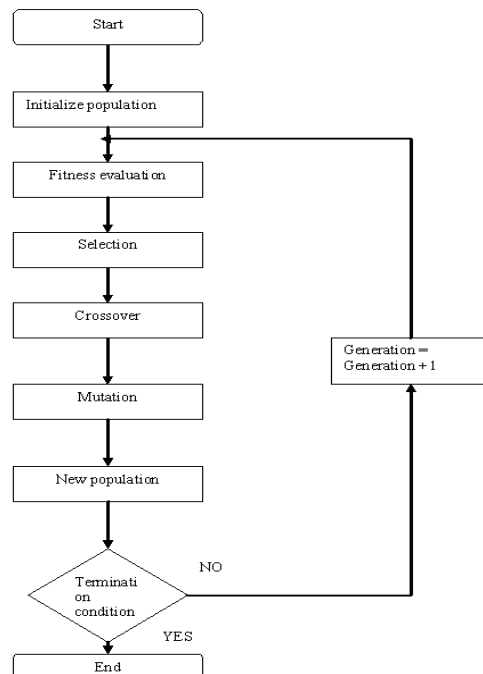 Start
Initialize population
Fitness evaluation
Selection
Crossover
Generation =
Generation + 1
Mutation
New population
NO
Terminati
on
condition
YES
End